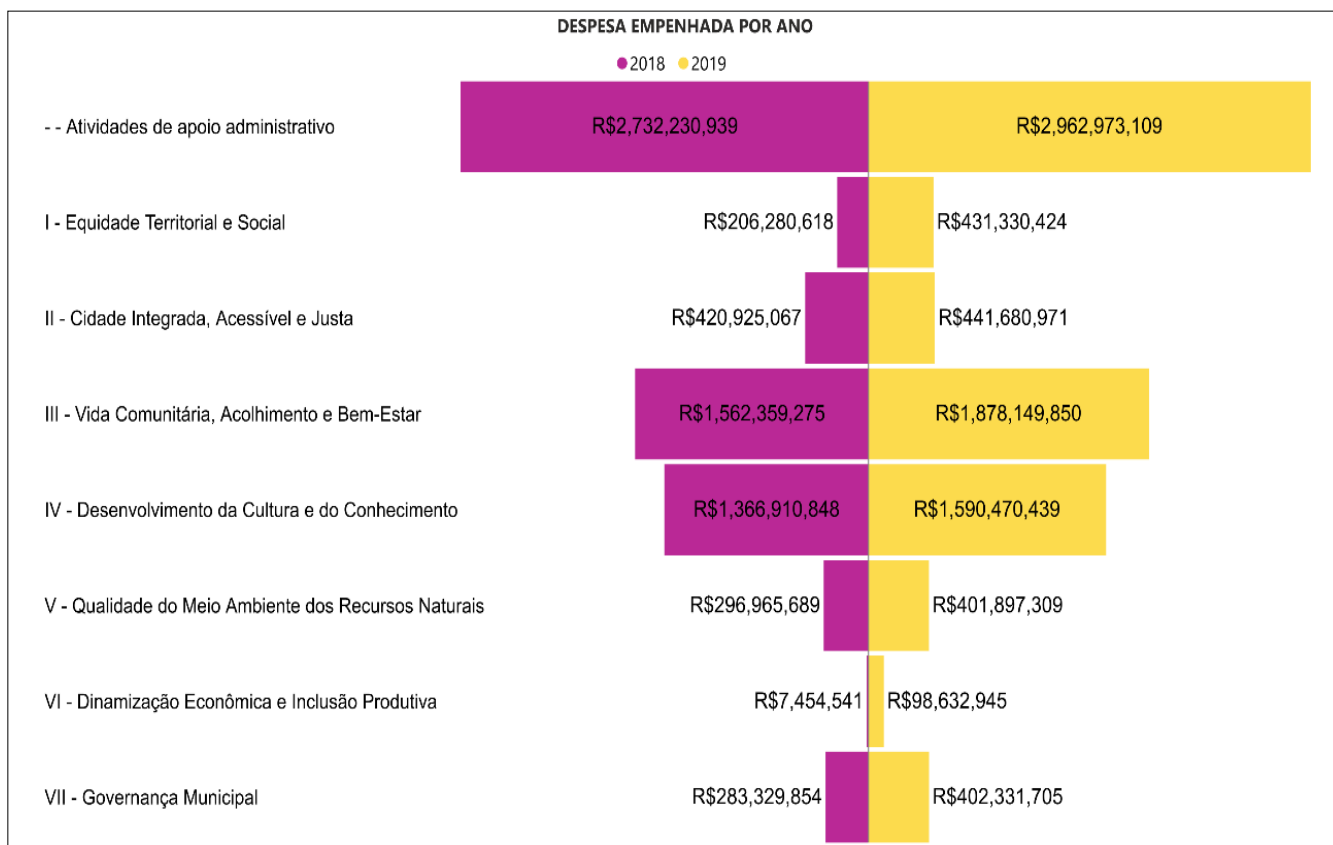 DESPESA EMPENHADA POR ANO
2018 2019
- - Atividades de apoio administrativo R$2,732,230,939 R$2,962,973,109
I - Equidade Territorial e Social R$206,280,618 R$431,330,424
II - Cidade Integrada, Acessível e Justa R$420,925,067 R$441,680,971
III - Vida Comunitária, Acolhimento e Bem-Estar R$1,562,359,275 R$1,878,149,850
IV - Desenvolvimento da Cultura e do Conhecimento R$1,366,910,848 R$1,590,470,439
V - Qualidade do Meio Ambiente dos Recursos Naturais R$296,965,689 R$401,897,309
VI - Dinamização Econômica e Inclusão Produtiva R$7,454,541 R$98,632,945
VII - Governança Municipal R$283,329,854 R$402,331,705